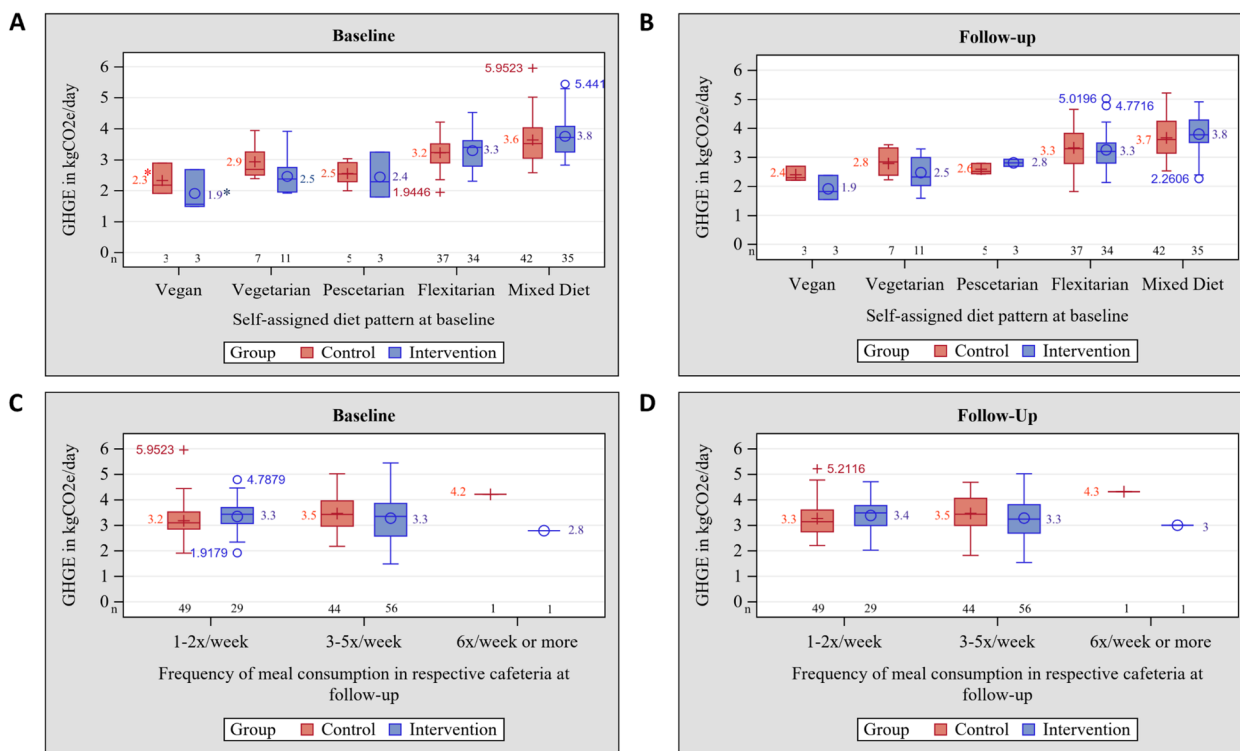 A
Baseline
GHGE in kgCO2e/day
6
5
4
3
2
1
0
5.9523
5.441
2.3* 1.9* 2.9 2.5 2.5 2.4 3.2 3.3 3.6 3.8
1.9446
n 3 3 7 11 5 3 37 34 42 35
Vegan Vegetarian Pescetarian Flexitarian Mixed Diet
Self-assigned diet pattern at baseline
Group Control Intervention
B
Follow-up
GHGE in kgCO2e/day
6
5
4
3
2
1
0
5.0196 4.7716
2.4 1.9 2.8 2.5 2.6 2.8 3.3 3.3 3.7 3.8
2.2606
n 3 3 7 11 5 3 37 34 42 35
Vegan Vegetarian Pescetarian Flexitarian Mixed Diet
Self-assigned diet pattern at baseline
Group Control Intervention
C
Baseline
GHGE in kgCO2e/day
6
5
4
3
2
1
0
5.9523
4.7879
3.2 3.3 3.5 3.3 4.2 2.8
1.9179
n 49 29 44 56 1 1
1-2x/week 3-5x/week 6x/week or more
Frequency of meal consumption in respective cafeteria at
follow-up
Group Control Intervention
D
Follow-Up
GHGE in kgCO2e/day
6
5
4
3
2
1
0
5.2116
3.3 3.4 3.5 3.3 4.3 3
n 49 29 44 56 1 1
1-2x/week 3-5x/week 6x/week or more
Frequency of meal consumption in respective cafeteria at
follow-up
Group Control Intervention